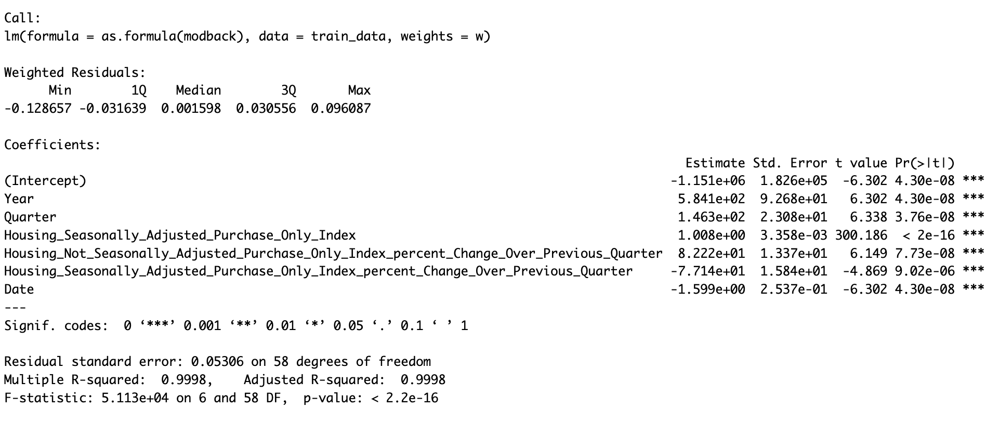 Call:
lm(formula = as.formula(modback), data = train_data, weights = w)
Weighted Residuals:
Min 1Q Median 3Q Max
-0.128657 -0.031639 0.001598 0.030556 0.096087
Coefficients:
Estimate Std. Error t value Pr(>|t|)
(Intercept) -1.151e+06 1.826e+05 -6.302 4.30e-08 ***
Year 5.841e+02 9.268e+01 6.302 4.30e-08 ***
Quarter 1.463e+02 2.308e+01 6.338 3.76e-08 ***
Housing_Seasonally_Adjusted_Purchase_Only_Index 1.008e+00 3.358e-03 300.186 < 2e-16 ***
Housing_Not_Seasonally_Adjusted_Purchase_Only_Index_percent_Change_Over_Previous_Quarter 8.222e+01 1.337e+01 6.149 7.73e-08 ***
Housing_Seasonally_Adjusted_Purchase_Only_Index_percent_Change_Over_Previous_Quarter -7.714e+01 1.584e+01 -4.869 9.02e-06 ***
Date -1.599e+00 2.537e-01 -6.302 4.30e-08 ***
---
Signif. codes: 0 ‘***’ 0.001 ‘**’ 0.01 ‘*’ 0.05 ‘.’ 0.1 ‘ ’ 1
Residual standard error: 0.05306 on 58 degrees of freedom
Multiple R-squared: 0.9998, Adjusted R-squared: 0.9998
F-statistic: 5.113e+04 on 6 and 58 DF, p-value: < 2.2e-16